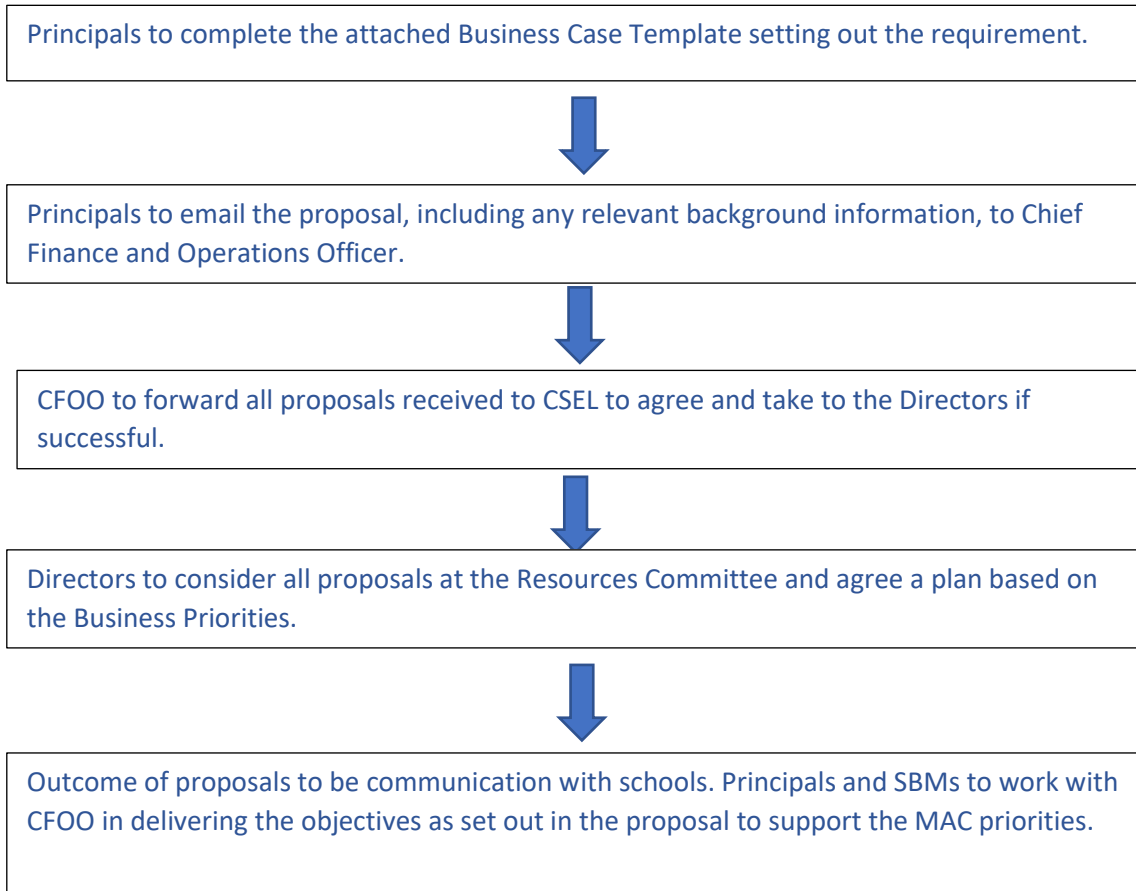 Principals to complete the attached Business Case Template setting out the requirement.
Principals to email the proposal, including any relevant background information, to Chief
Finance and Operations Officer.
CFOO to forward all proposals received to CSEL to agree and take to the Directors if
successful.
Directors to consider all proposals at the Resources Committee and agree a plan based on
the Business Priorities.
Outcome of proposals to be communication with schools. Principals and SBMs to work with
CFOO in delivering the objectives as set out in the proposal to support the MAC priorities.